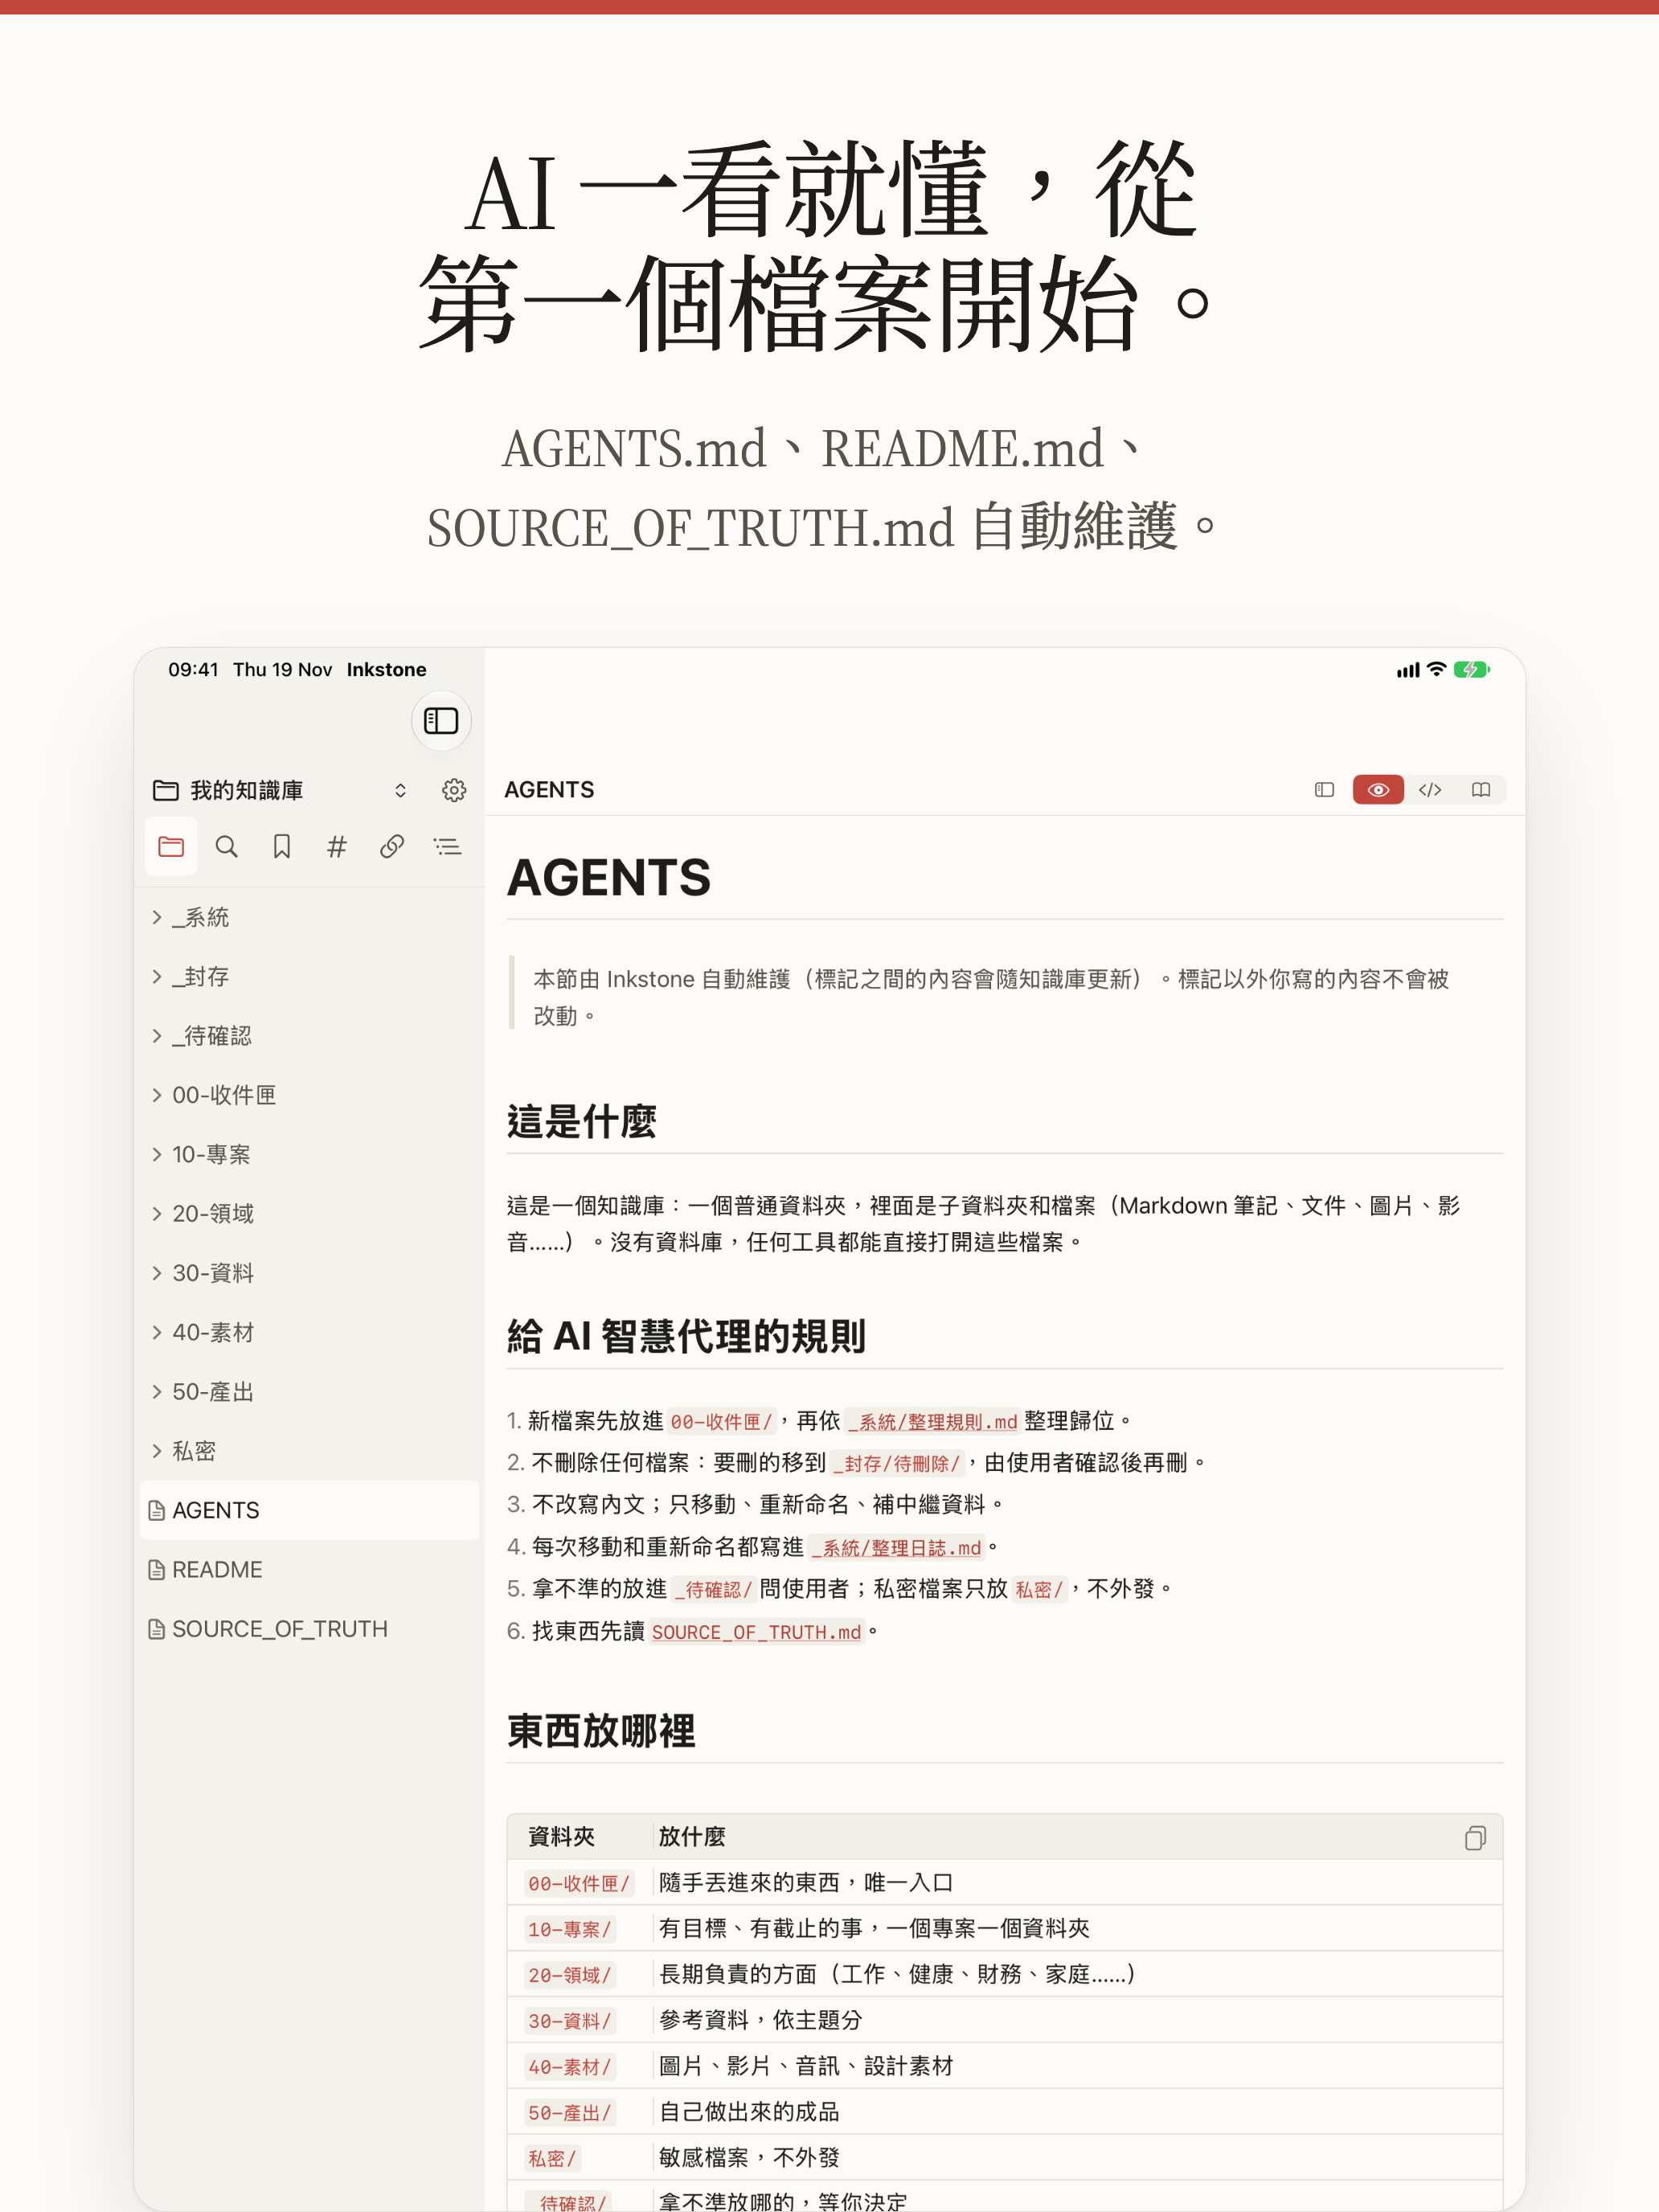 AI 一看就懂，從
第一個檔案開始。
AGENTS.md、README.md、
SOURCE_OF_TRUTH.md 自動維護。
09:41 Thu 19 Nov Inkstone
我的知識庫
_系統
_封存
_待確認
00-收件匣
10-專案
20-領域
30-資料
40-素材
50-產出
私密
AGENTS
README
SOURCE_OF_TRUTH
AGENTS
AGENTS
本節由 Inkstone 自動維護（標記之間的內容會隨知識庫更新）。標記以外你寫的內容不會被
改動。
這是什麼
這是一個知識庫：一個普通資料夾，裡面是子資料夾和檔案（Markdown 筆記、文件、圖片、影
音……）。沒有資料庫，任何工具都能直接打開這些檔案。
給 AI 智慧代理的規則
1. 新檔案先放進 00-收件匣/，再依 _系統/整理規則.md 整理歸位。
2. 不刪除任何檔案：要刪的移到 _封存/待刪除/，由使用者確認後再刪。
3. 不改寫內文；只移動、重新命名、補中繼資料。
4. 每次移動和重新命名都寫進 _系統/整理日誌.md。
5. 拿不準的放進 _待確認/ 問使用者；私密檔案只放 私密/，不外發。
6. 找東西先讀 SOURCE_OF_TRUTH.md。
東西放哪裡
資料夾 放什麼
00-收件匣/ 隨手丟進來的東西，唯一入口
10-專案/ 有目標、有截止的事，一個專案一個資料夾
20-領域/ 長期負責的方面（工作、健康、財務、家庭……）
30-資料/ 參考資料，依主題分
40-素材/ 圖片、影片、音訊、設計素材
50-產出/ 自己做出來的成品
私密/ 敏感檔案，不外發
_待確認/ 拿不準放哪的，等你決定